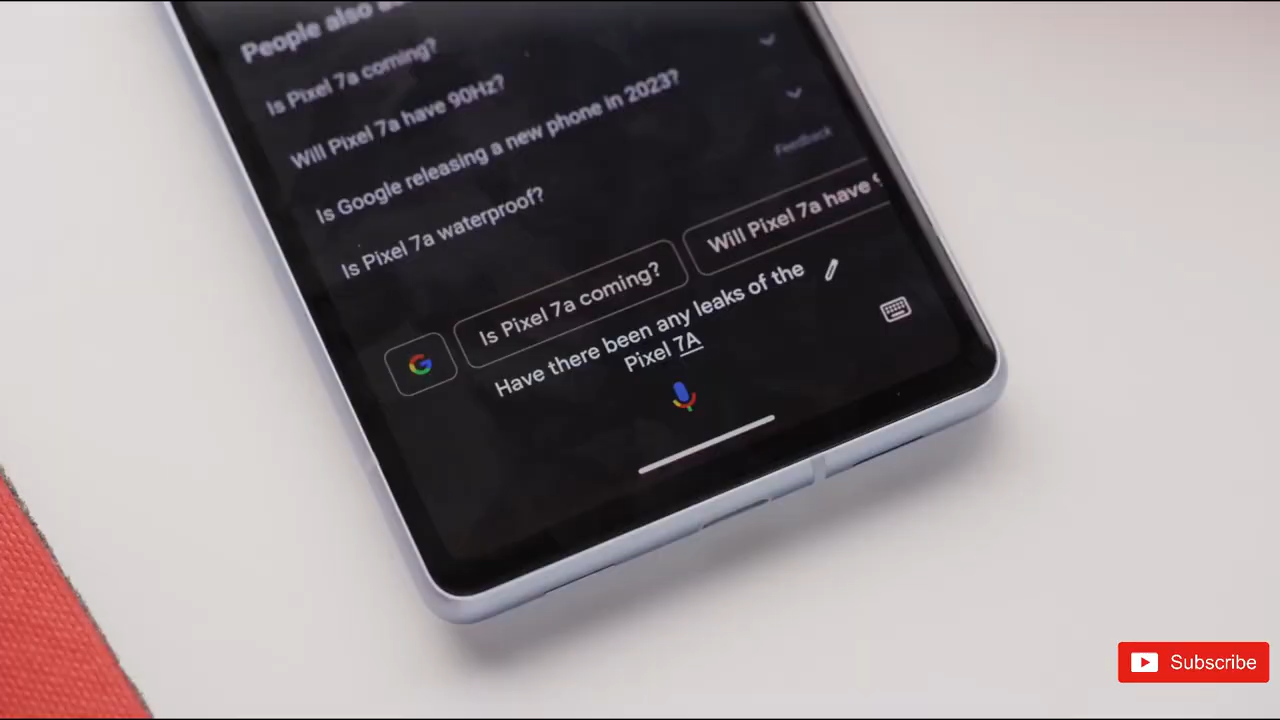 People also
Is Pixel 7a coming?
Will Pixel 7a have 90Hz?
Is Google releasing a new phone in 2023?
Is Pixel 7a waterproof?
Feedback
Is Pixel 7a coming?
Will Pixel 7a have
Have there been any leaks of the
Pixel 7A
Subscribe